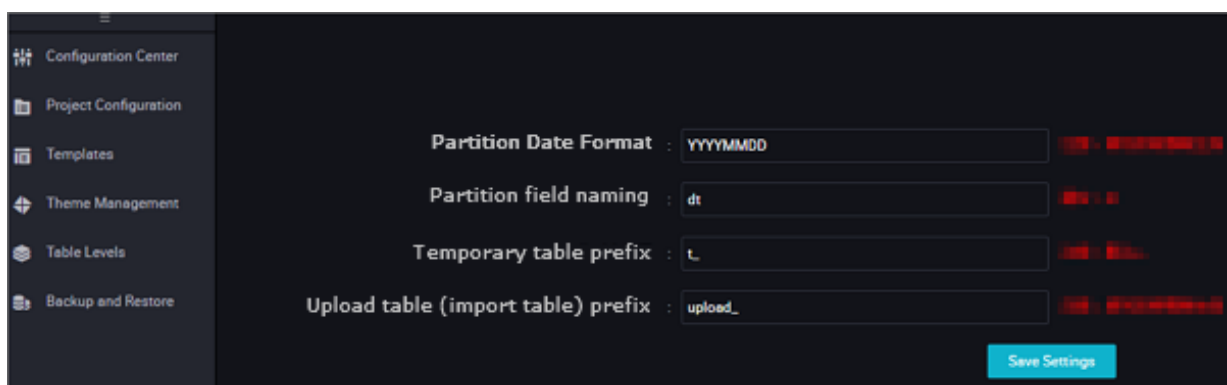 Configuration Center
Project Configuration
Templates
Theme Management
Table Levels
Backup and Restore
Partition Date Format : YYYYMMDD
Partition field naming : dt
Temporary table prefix : t_
Upload table (import table) prefix : upload_
Save Settings